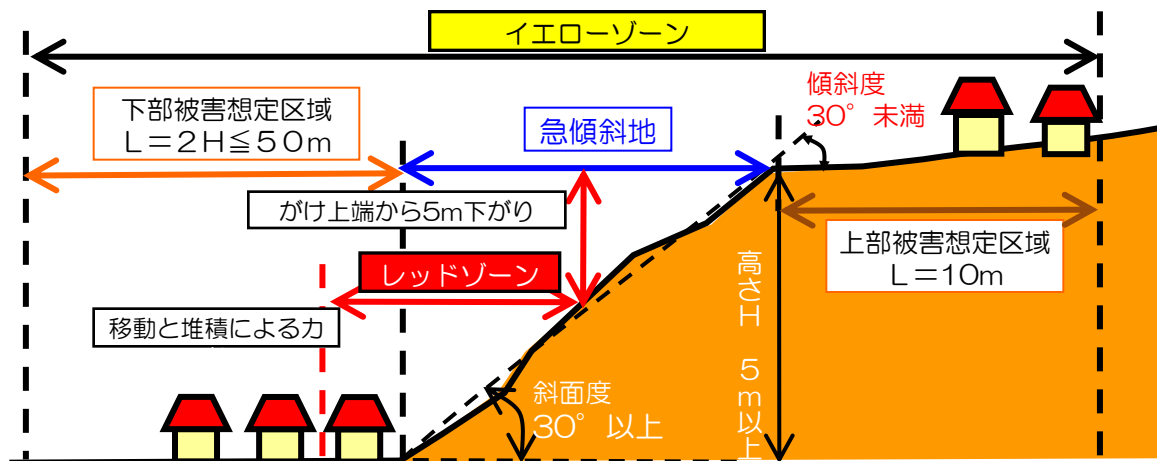 イエローゾーン
下部被害想定区域
L=2H≦50m
急傾斜地
傾斜度
30°未満
がけ上端から5m下がり
レッドゾーン
移動と堆積による力
高さH 5m以上
上部被害想定区域
L=10m
斜面度
30°以上